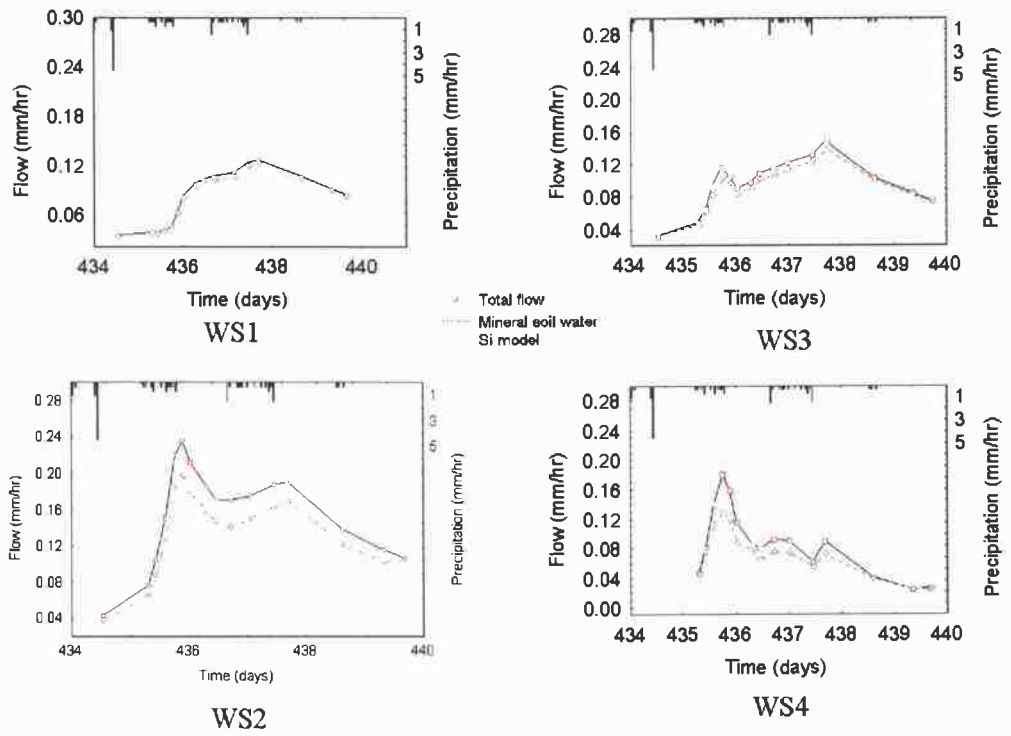 0.30
0.24
0.18
0.12
0.06
Flow (mm/hr)
1
3
5
Precipitation (mm/hr)
434 436 438 440
Time (days)
WS1
0.28
0.24
0.20
0.16
0.12
0.08
0.04
Flow (mm/hr)
1
3
5
Precipitation (mm/hr)
434 435 436 437 438 439 440
Time (days)
WS3
Total flow
Mineral soil water
Si model
0.28
0.24
0.20
0.16
0.12
0.08
0.04
Flow (mm/hr)
1
3
5
Precipitation (mm/hr)
434 436 438 440
Time (days)
WS2
0.28
0.24
0.20
0.16
0.12
0.08
0.04
0.00
Flow (mm/hr)
1
3
5
Precipitation (mm/hr)
434 435 436 437 438 439 440
Time (days)
WS4